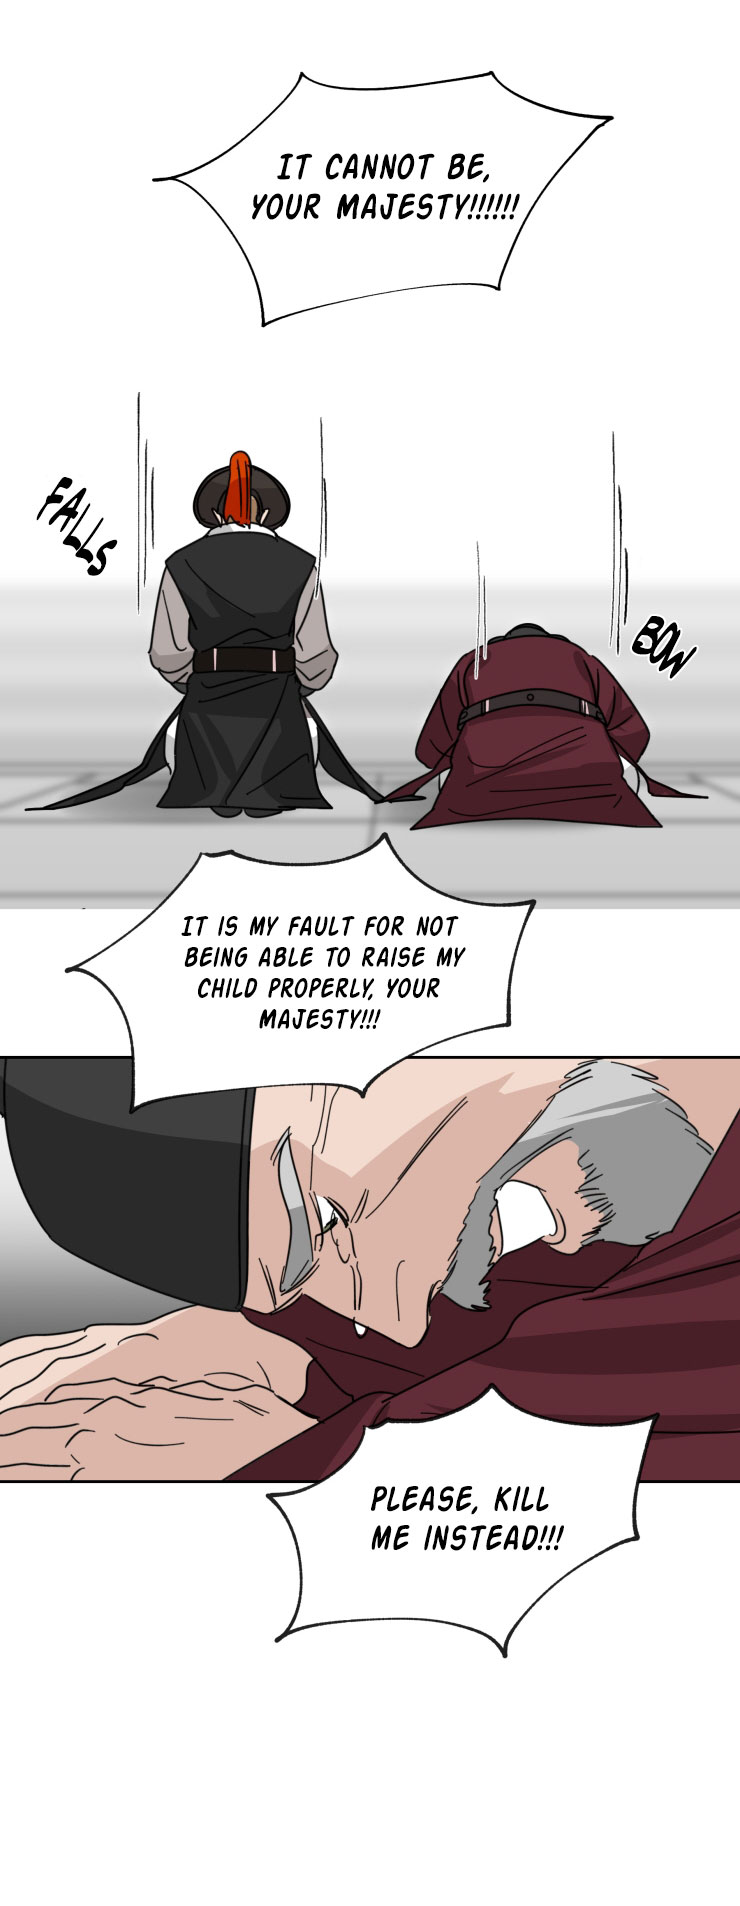 IT CANNOT BE,
YOUR MAJESTY!!!!!!
FALLS
BOW
IT IS MY FAULT FOR NOT
BEING ABLE TO RAISE MY
CHILD PROPERLY, YOUR
MAJESTY!!!
PLEASE, KILL
ME INSTEAD!!!